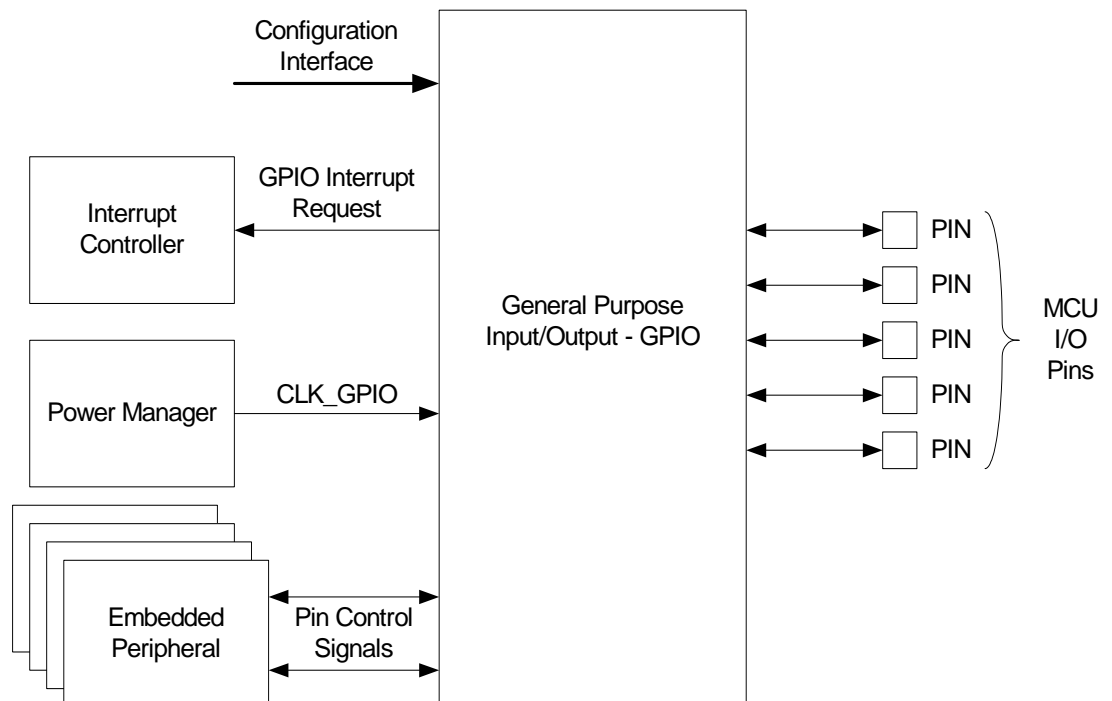 Configuration
Interface
GPIO Interrupt
Request
Interrupt
Controller
General Purpose
Input/Output - GPIO
PIN
PIN
PIN
PIN
PIN
MCU
I/O
Pins
Power Manager
CLK_GPIO
Embedded
Peripheral
Pin Control
Signals